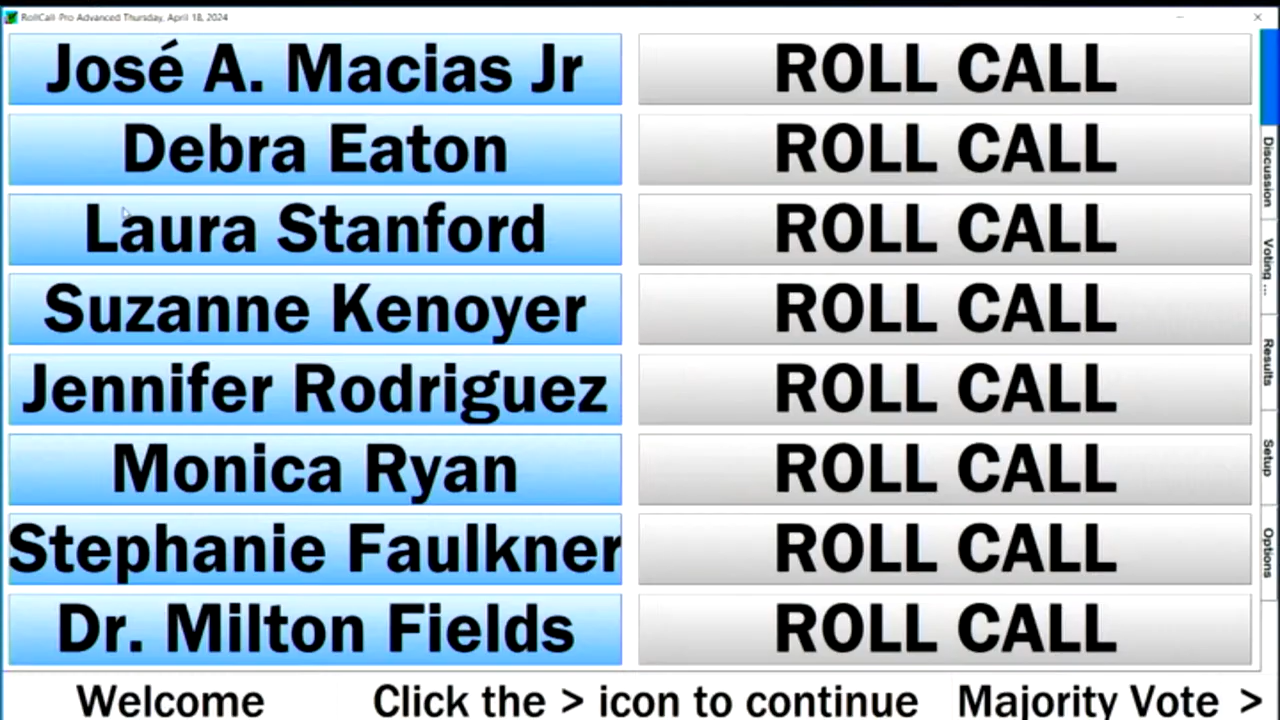 RollCall-Pro Advanced Thursday, April 18, 2024
José A. Macias Jr ROLL CALL
Debra Eaton ROLL CALL
Laura Stanford ROLL CALL
Suzanne Kenoyer ROLL CALL
Jennifer Rodriguez ROLL CALL
Monica Ryan ROLL CALL
Stephanie Faulkner ROLL CALL
Dr. Milton Fields ROLL CALL
Welcome Click the > icon to continue Majority Vote >
Discussion
Voting ...
Results
Setup
Options